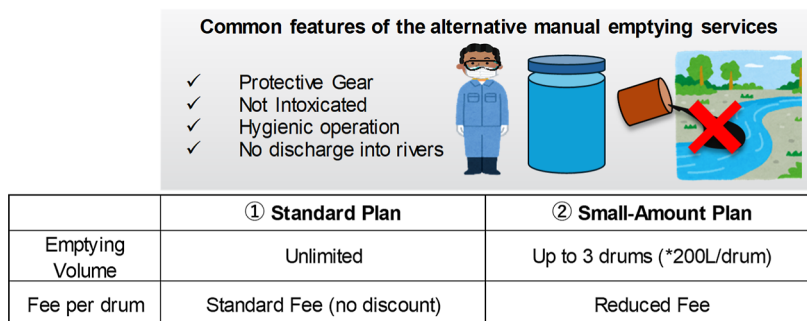 Common features of the alternative manual emptying services
✓ Protective Gear
✓ Not Intoxicated
✓ Hygienic operation
✓ No discharge into rivers
① Standard Plan ② Small-Amount Plan
Emptying Volume Unlimited Up to 3 drums (*200L/drum)
Fee per drum Standard Fee (no discount) Reduced Fee